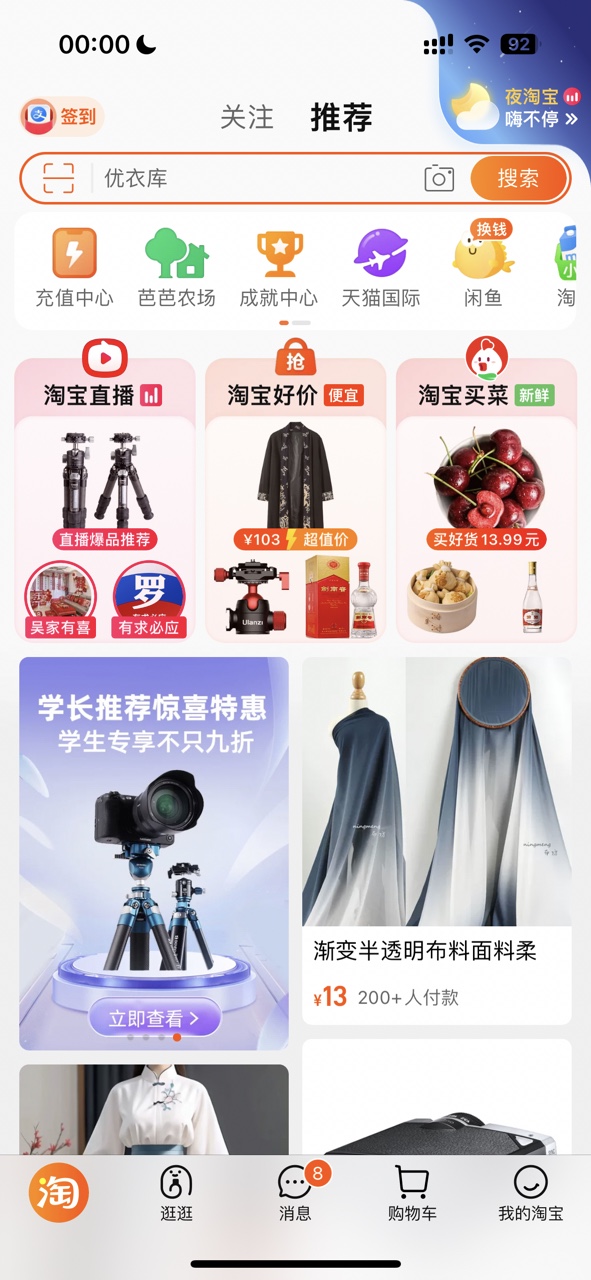 00:00
92
签到
关注
推荐
夜淘宝
嗨不停
优衣库
搜索
充值中心
芭芭农场
成就中心
天猫国际
换钱
闲鱼
小
淘
淘宝直播
抢
淘宝好价 便宜
淘宝买菜 新鲜
直播爆品推荐
¥103 超值价
买好货13.99元
吴家有喜
罗
有求必应
Ulanzi
剑南春
学长推荐惊喜特惠
学生专享不只九折
立即查看
渐变半透明布料面料柔
¥13 200+人付款
淘
逛逛
8
消息
购物车
我的淘宝